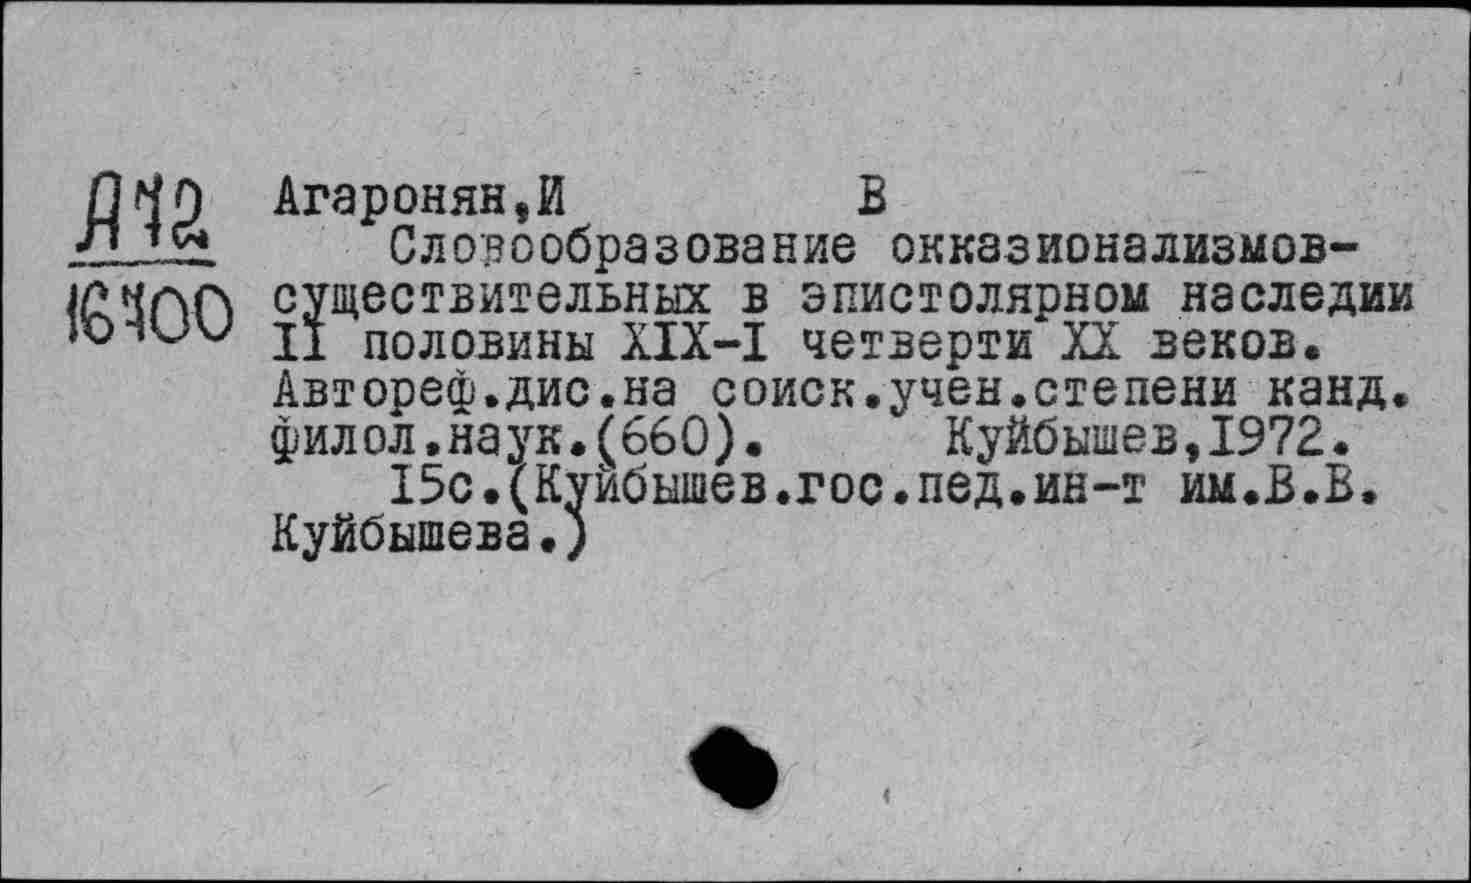 Д72
16400
Агаронян,И В
Словообразование окказионализмов-
существительных в эпистолярном наследии
II половины XIX-I четверти XX веков.
Автореф.дис.на соиск.учен.степени канд.
филол.наук.(660). Куйбышев,1972.
15с.(Куйбышев.гос.пед.ин-т им.В.В.
Куйбышева.)